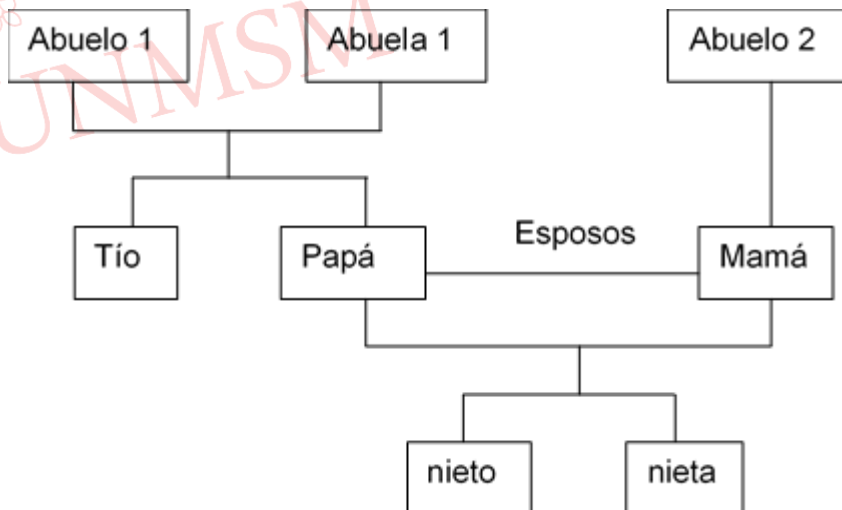 Abuelo 1
Abuela 1
Abuelo 2
UNMSM
Tío
Papá
Esposos
Mamá
nieto
nieta